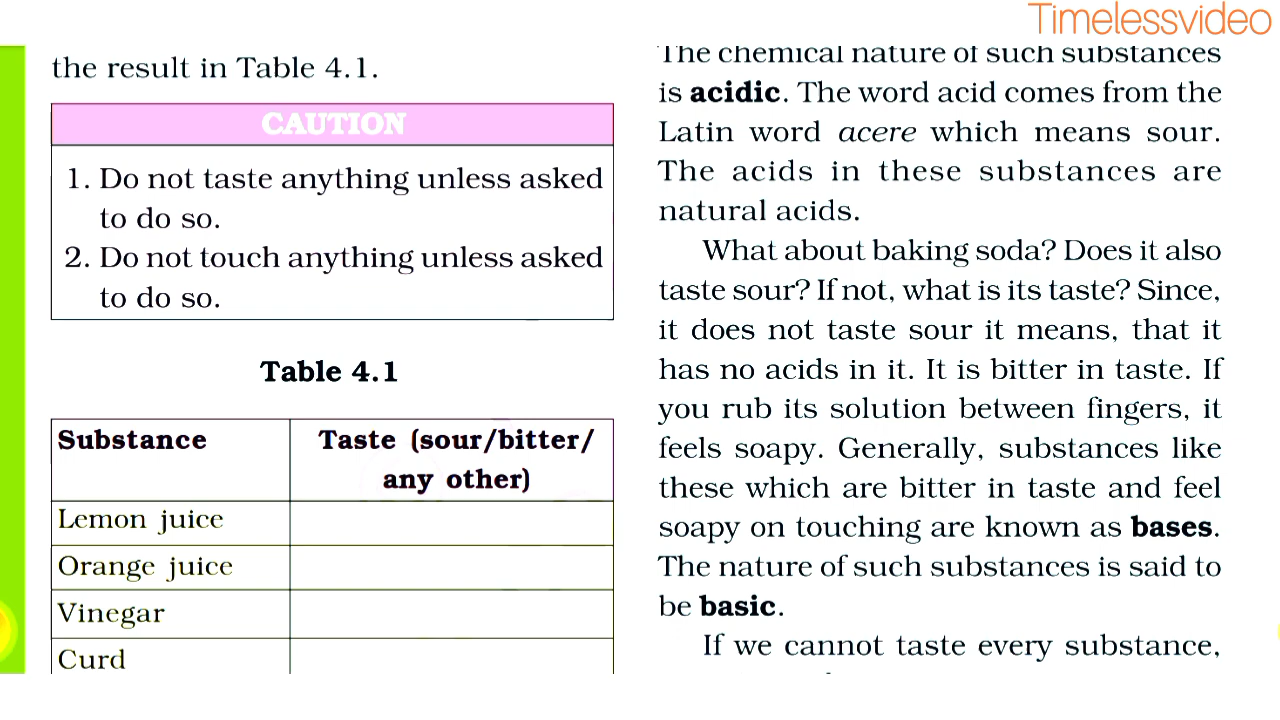 Timelessvideo
the result in Table 4.1.
CAUTION
1. Do not taste anything unless asked
to do so.
2. Do not touch anything unless asked
to do so.
Table 4.1
Substance
Taste (sour/bitter/
any other)
Lemon juice
Orange juice
Vinegar
Curd
The chemical nature of such substances
is acidic. The word acid comes from the
Latin word acere which means sour.
The acids in these substances are
natural acids.
What about baking soda? Does it also
taste sour? If not, what is its taste? Since,
it does not taste sour it means, that it
has no acids in it. It is bitter in taste. If
you rub its solution between fingers, it
feels soapy. Generally, substances like
these which are bitter in taste and feel
soapy on touching are known as bases.
The nature of such substances is said to
be basic.
If we cannot taste every substance,